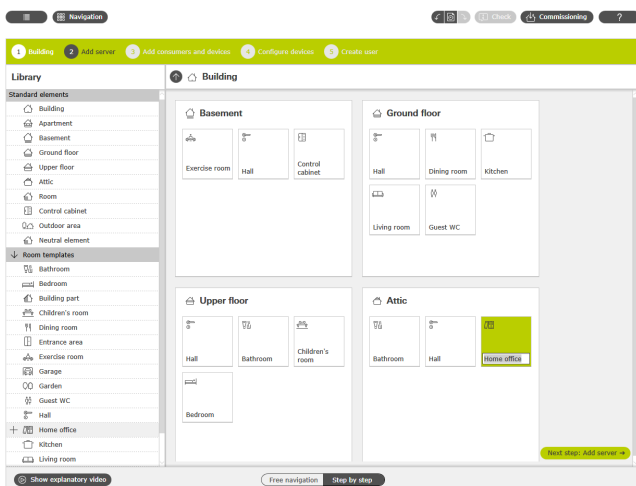 Navigation
Check
Commissioning
?
1 Building
2 Add server
3 Add consumers and devices
4 Configure devices
5 Create user
Library
Building
Standard elements
Building
Apartment
Basement
Ground floor
Upper floor
Attic
Room
Control cabinet
Outdoor area
Neutral element
Room templates
Bathroom
Bedroom
Building part
Children's room
Dining room
Entrance area
Exercise room
Garage
Garden
Guest WC
Hall
Home office
Kitchen
Living room
Basement
Exercise room
Hall
Control
cabinet
Ground floor
Hall
Dining room
Kitchen
Living room
Guest WC
Upper floor
Hall
Bathroom
Children's
room
Bedroom
Attic
Bathroom
Hall
Home office
Next step: Add server
Show explanatory video
Free navigation
Step by step